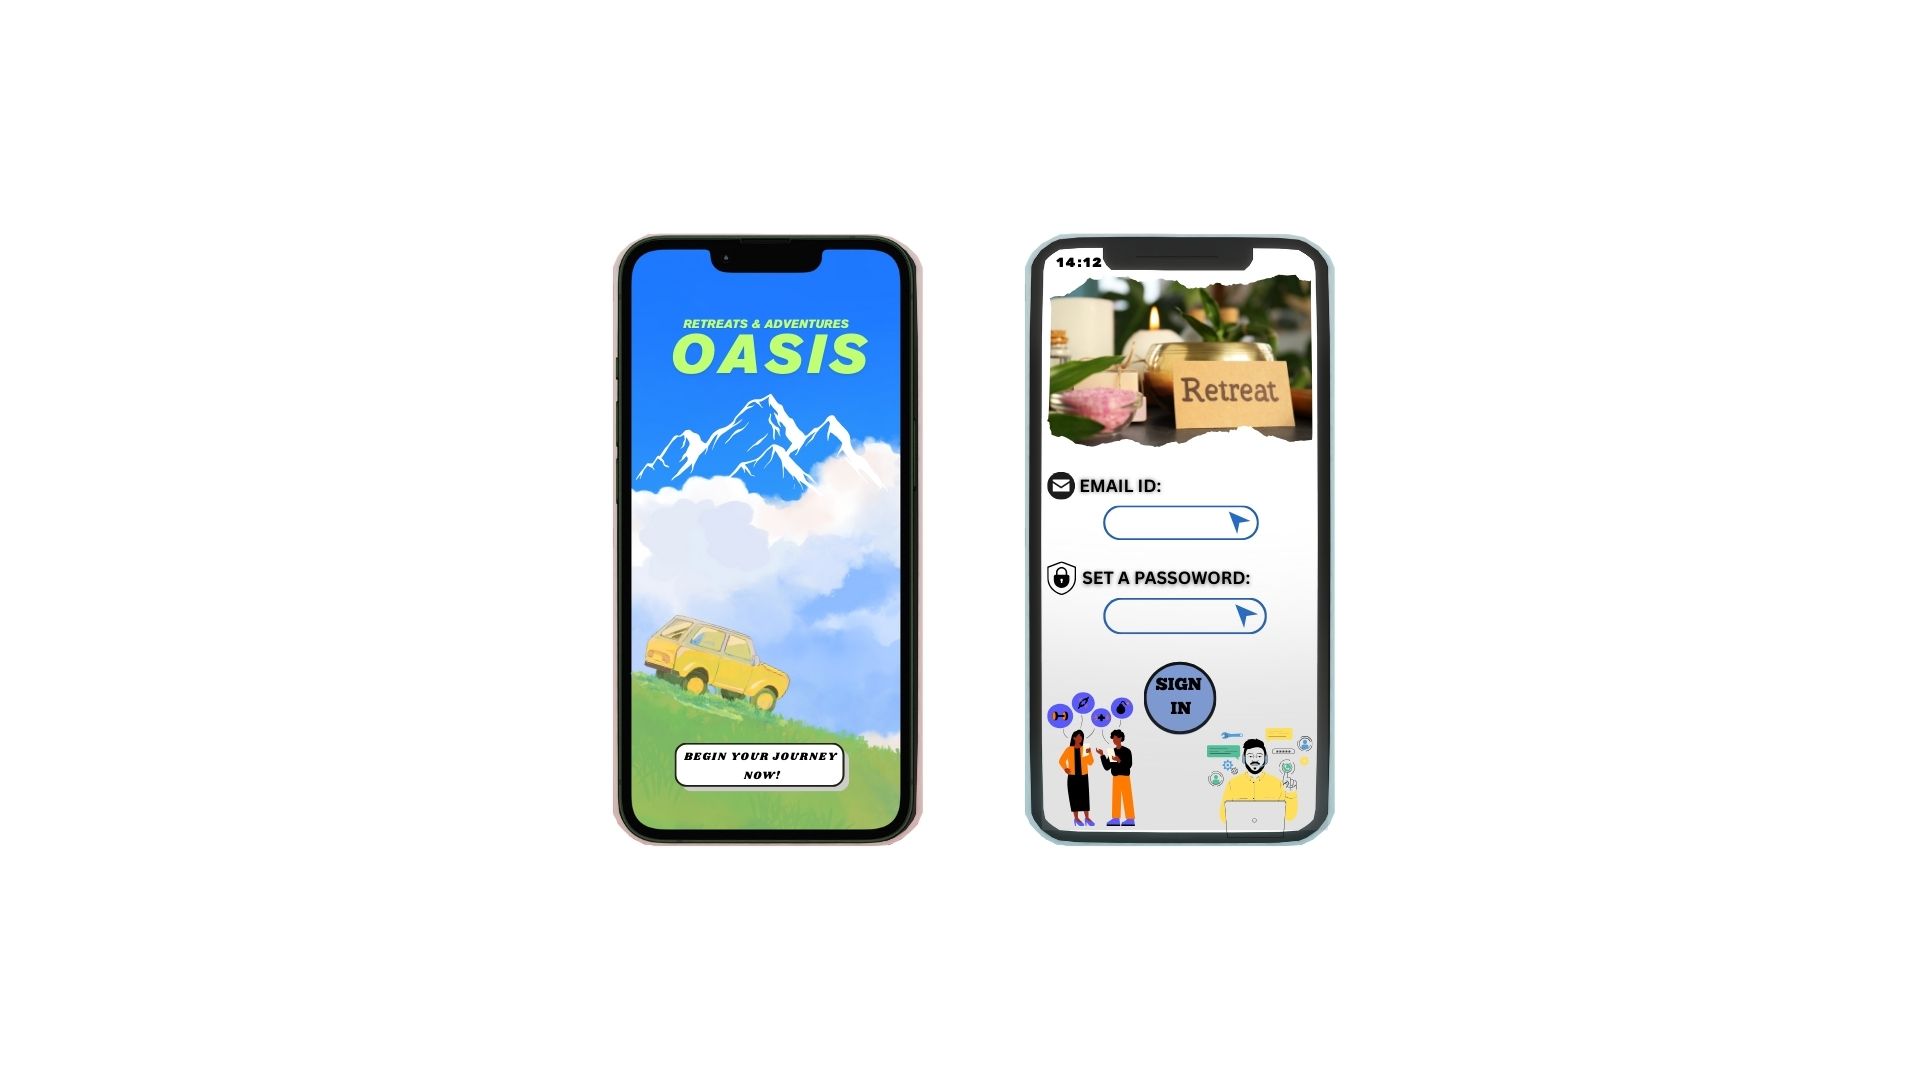 RETREATS & ADVENTURES
OASIS
BEGIN YOUR JOURNEY
NOW!
14:12
Retreat
EMAIL ID:
SET A PASSOWORD:
SIGN
IN